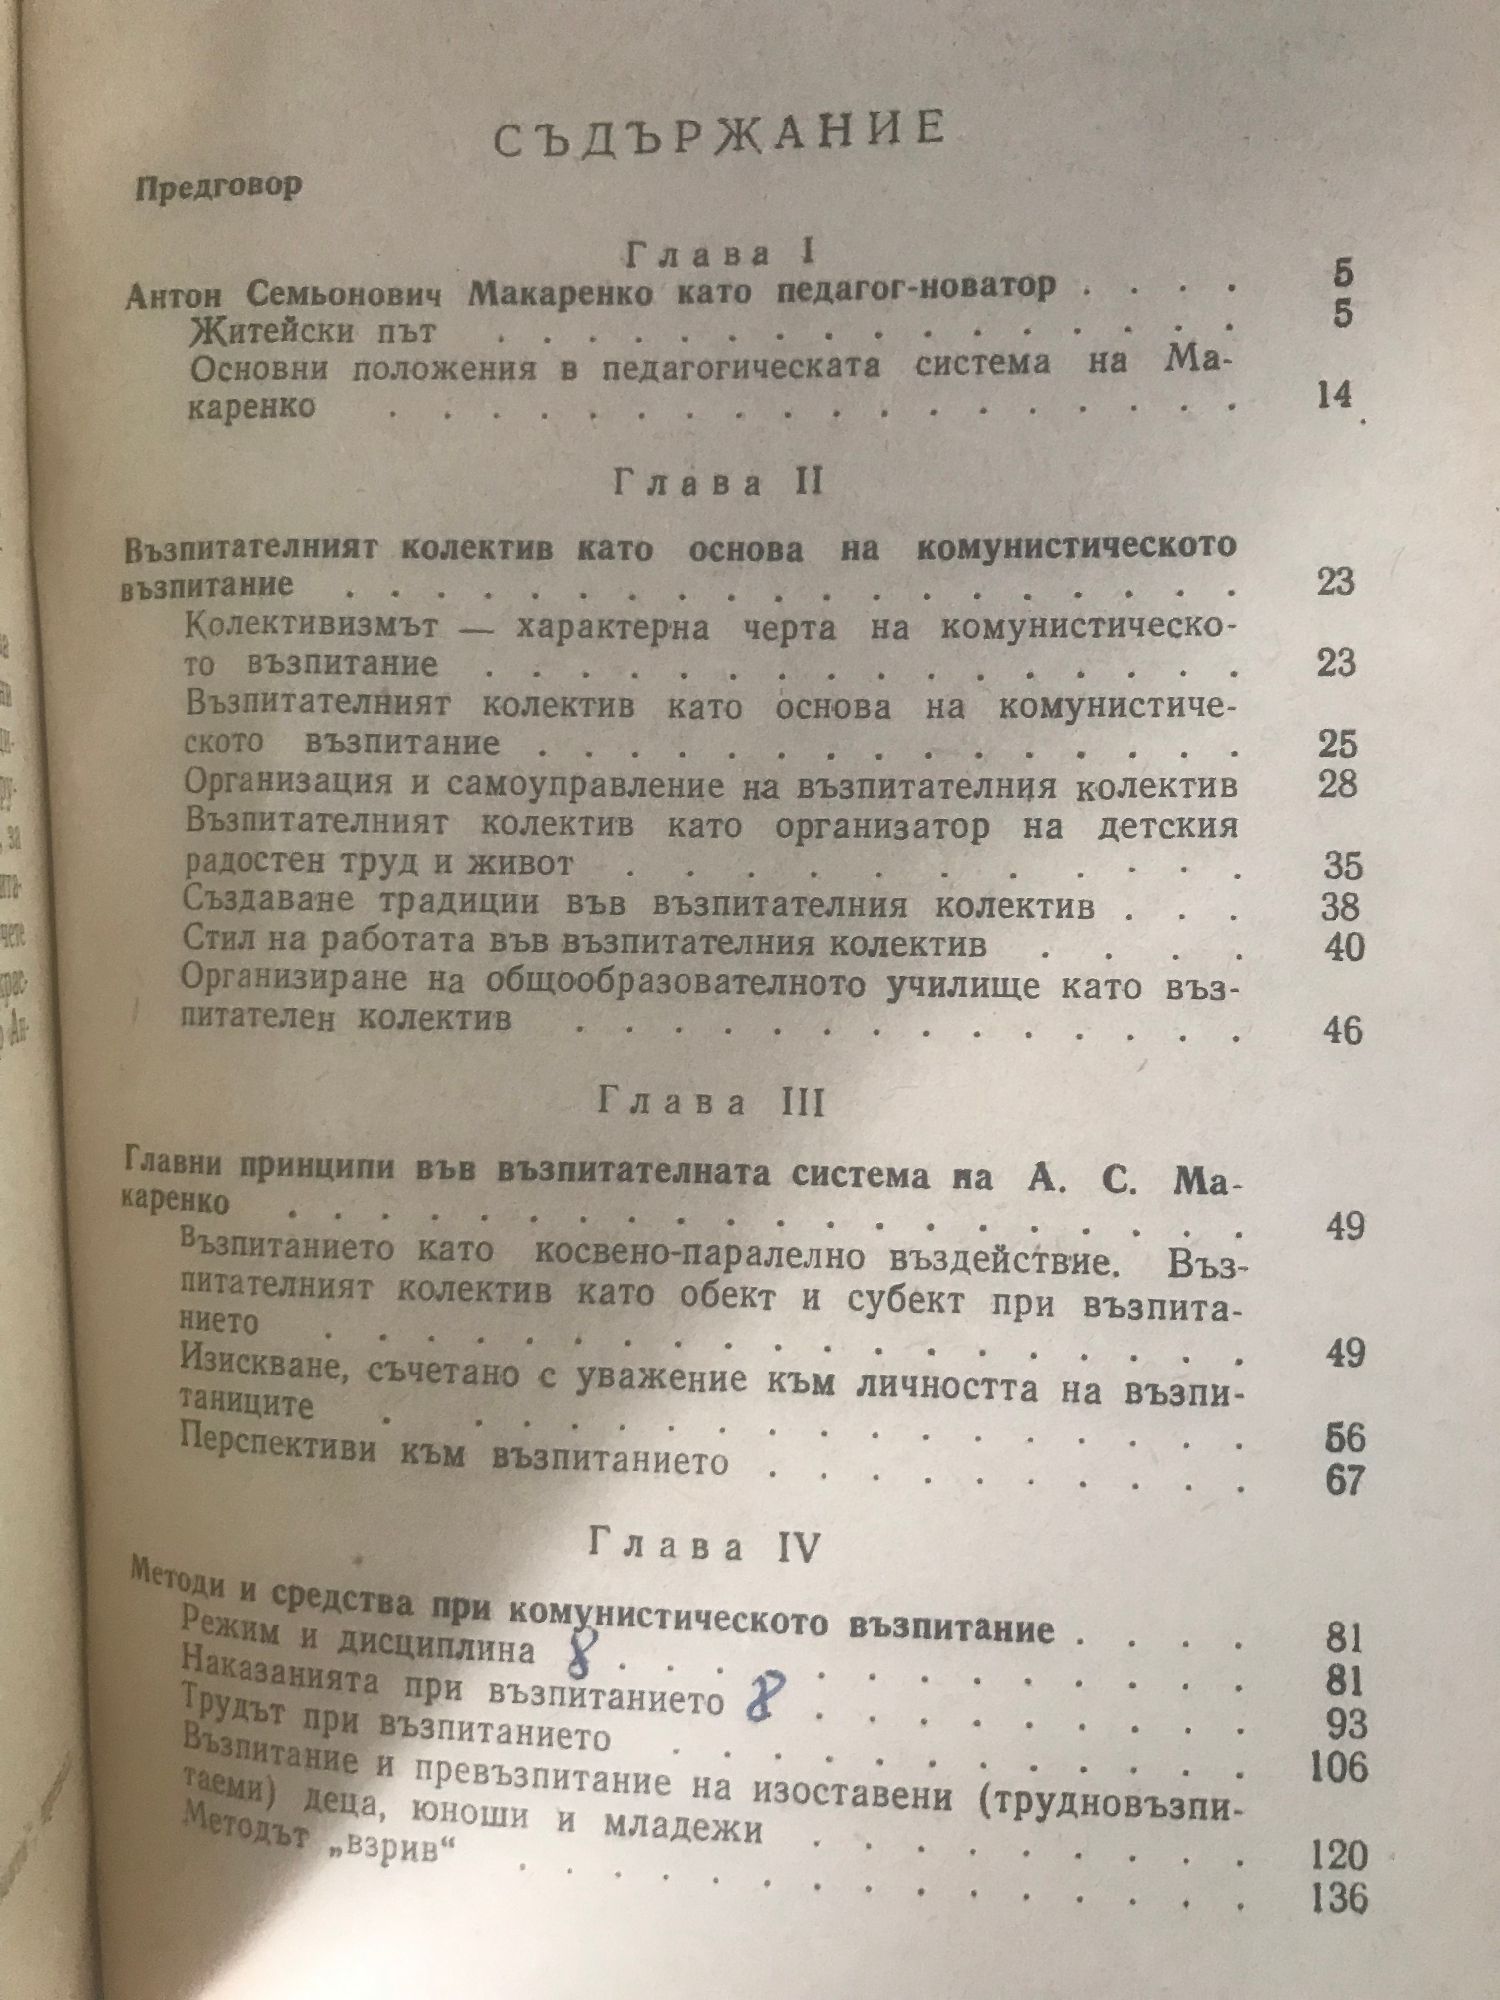 СЪДЪРЖАНИЕ
Предговор
Глава I
Антон Семьонович Макаренко като педагог-новатор . . . . 5
Житейски път . . . . . . . . . . . . . . . . 5
Основни положения в педагогическата система на Ма-
каренко . . . . . . . . . . . . . . . . . 14
Глава II
Възпитателният колектив като основа на комунистическото
възпитание . . . . . . . . . . . . . . . . . . . 23
Колективизмът — характерна черта на комунистическо-
то възпитание . . . . . . . . . . . . . . . 23
Възпитателният колектив като основа на комунистиче-
ското възпитание . . . . . . . . . . . . . . 25
Организация и самоуправление на възпитателния колектив 28
Възпитателният колектив като организатор на детския
радостен труд и живот . . . . . . . . . . 35
Създаване традиции във възпитателния колектив . . . 38
Стил на работата във възпитателния колектив . . . . 40
Организиране на общообразователното училище като въз-
питателен колектив . . . . . . . . . . . . . 46
Глава III
Главни принципи във възпитателната система на А. С. Ма-
каренко . . . . . . . . . . . . . . . . . . . . 49
Възпитанието като косвено-паралелно въздействие. Въз-
питателният колектив като обект и субект при възпита-
нието . . . . . . . . . . . . . . . . . . 49
Изискване, съчетано с уважение към личността на възпи-
таниците . . . . . . . . . . . . . . . . 56
Перспективи към възпитанието . . . . . . . . . . 67
Глава IV
Методи и средства при комунистическото възпитание . . . . 81
Режим и дисциплина 8 . . . . . . . . . . . . . 81
Наказанията при възпитанието 8 . . . . . . . . . 93
Трудът при възпитанието . . . . . . . . . . . . 106
Възпитание и превъзпитание на изоставени (трудновъзпи-
таеми) деца, юноши и младежи . . . . . . . . . 120
Методът „взрив“ . . . . . . . . . . . . . . . 136